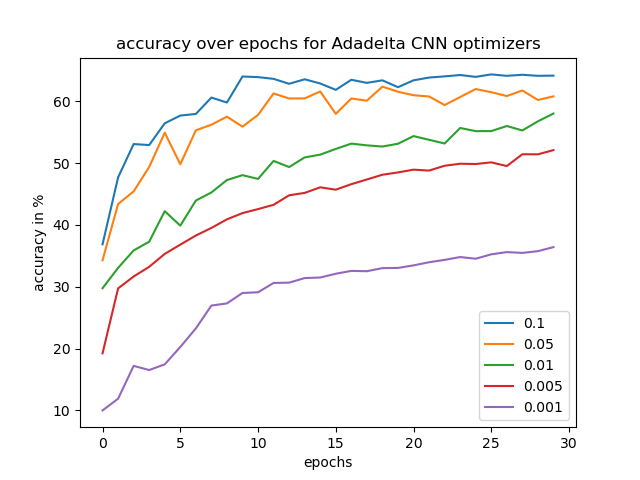 accuracy over epochs for Adadelta CNN optimizers
accuracy in %
60
50
40
30
20
10
0.1
0.05
0.01
0.005
0.001
0 5 10 15 20 25 30
epochs